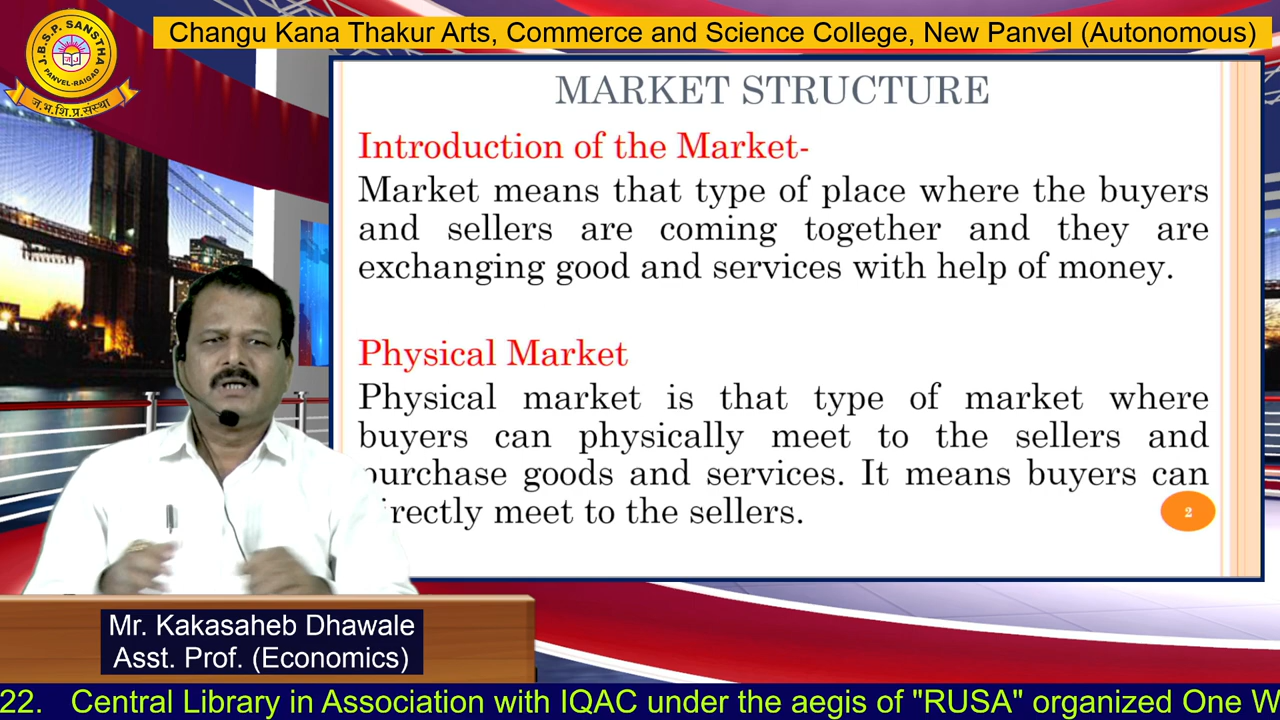 Changu Kana Thakur Arts, Commerce and Science College, New Panvel (Autonomous)
J.B.S.P. SANSTHA
PANVEL-RAIGAD
ज.भ.शि.प्र.संस्था
MARKET STRUCTURE
Introduction of the Market-
Market means that type of place where the buyers
and sellers are coming together and they are
exchanging good and services with help of money.
Physical Market
Physical market is that type of market where
buyers can physically meet to the sellers and
purchase goods and services. It means buyers can
irectly meet to the sellers.
2
Mr. Kakasaheb Dhawale
Asst. Prof. (Economics)
22. Central Library in Association with IQAC under the aegis of "RUSA" organized One W